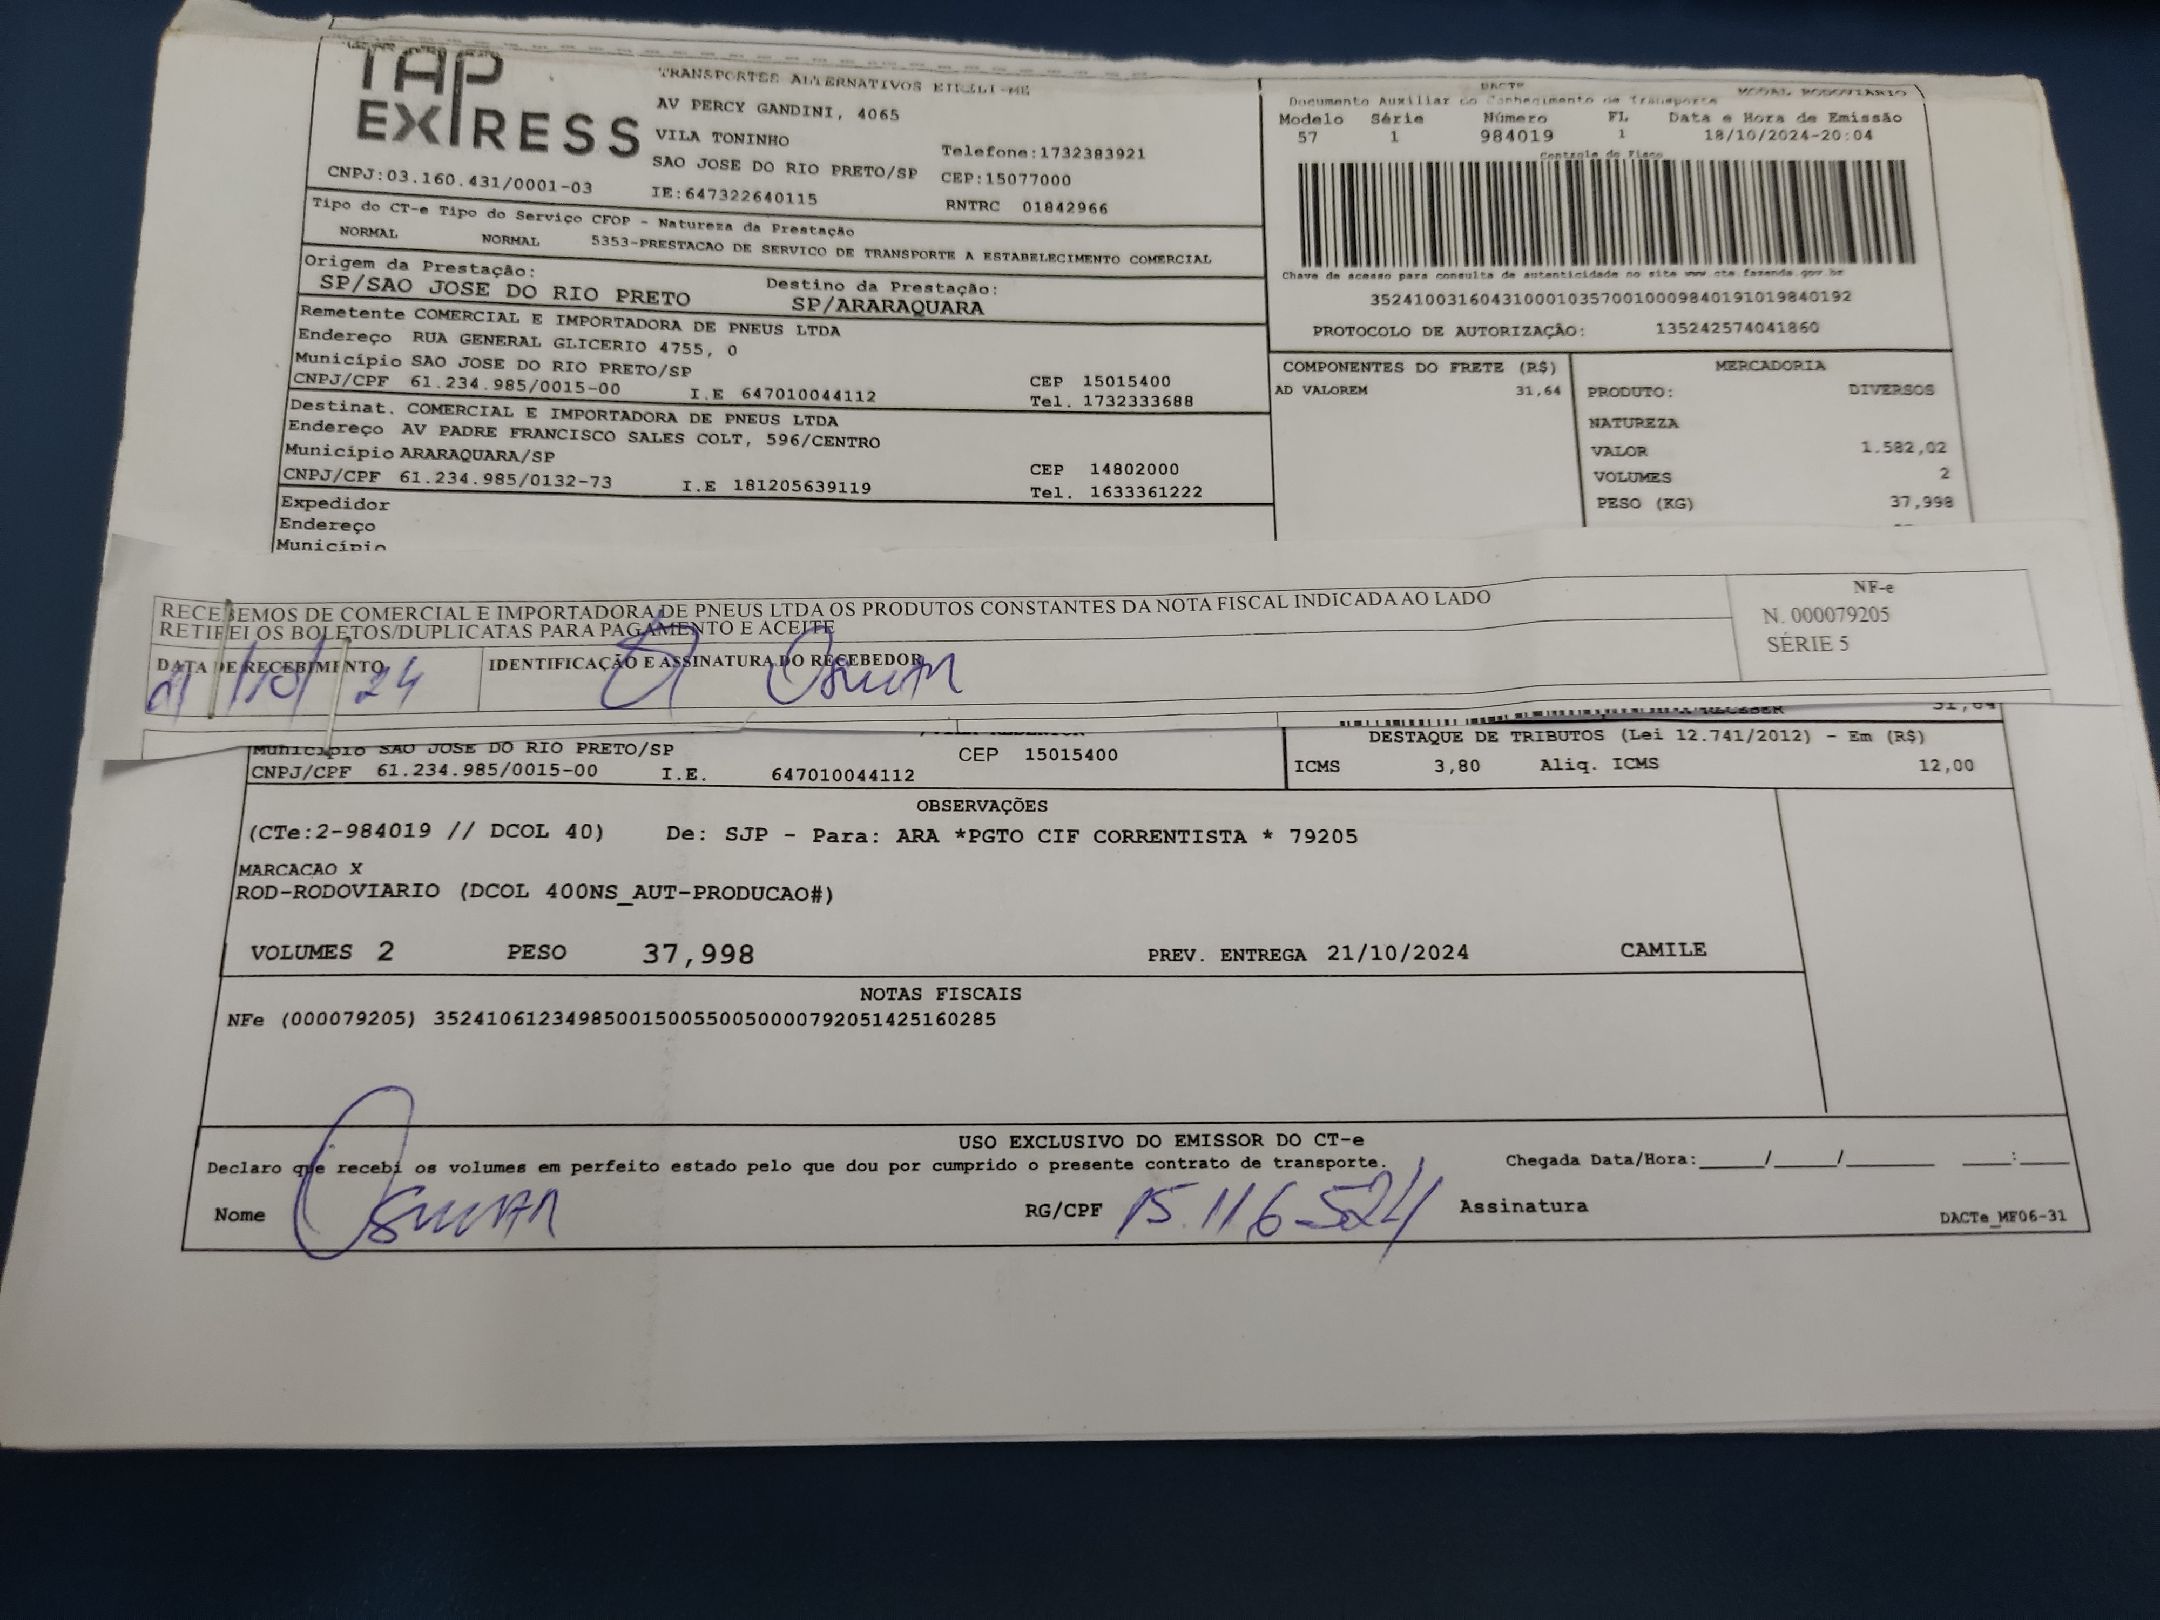 TAP EXPRESS
TRANSPORTES ALTERNATIVOS EIRELI-ME
AV PERCY GANDINI, 4065
VILA TONINHO
Telefone:1732383921
SAO JOSE DO RIO PRETO/SP CEP:15077000
CNPJ:03.160.431/0001-03 IE:647322640115 RNTRC 01842966
Tipo do CT-e Tipo do Serviço CFOP - Natureza da Prestação
NORMAL NORMAL 5353-PRESTACAO DE SERVICO DE TRANSPORTE A ESTABELECIMENTO COMERCIAL
Origem da Prestação: Destino da Prestação:
SP/SAO JOSE DO RIO PRETO SP/ARARAQUARA
Remetente COMERCIAL E IMPORTADORA DE PNEUS LTDA
Endereço RUA GENERAL GLICERIO 4755, 0
Município SAO JOSE DO RIO PRETO/SP CEP 15015400
CNPJ/CPF 61.234.985/0015-00 I.E 647010044112 Tel. 1732333688
Destinat. COMERCIAL E IMPORTADORA DE PNEUS LTDA
Endereço AV PADRE FRANCISCO SALES COLT, 596/CENTRO
Município ARARAQUARA/SP CEP 14802000
CNPJ/CPF 61.234.985/0132-73 I.E 181205639119 Tel. 1633361222
Expedidor
Endereço
Município
DACTE MODAL RODOVIARIO
Documento Auxiliar do Conhecimento de Transporte
Modelo Série Número FL Data e Hora de Emissão
57 1 984019 1 18/10/2024-20:04
Controle do Fisco
Chave de acesso para consulta de autenticidade no site www.cte.fazenda.gov.br
35241003160431000103570010009840191019840192
PROTOCOLO DE AUTORIZAÇÃO: 135242574041860
COMPONENTES DO FRETE (R$) MERCADORIA
AD VALOREM 31,64 PRODUTO: DIVERSOS
NATUREZA
VALOR 1.582,02
VOLUMES 2
PESO (KG) 37,998
RECEBEMOS DE COMERCIAL E IMPORTADORA DE PNEUS LTDA OS PRODUTOS CONSTANTES DA NOTA FISCAL INDICADA AO LADO
RETIREI OS BOLETOS/DUPLICATAS PARA PAGAMENTO E ACEITE
NF-e
N. 000079205
SÉRIE 5
DATA DE RECEBIMENTO IDENTIFICAÇÃO E ASSINATURA DO RECEBEDOR
21/10/24 Osmar
RECEBER 31,64
Município SAO JOSE DO RIO PRETO/SP CEP 15015400
CNPJ/CPF 61.234.985/0015-00 I.E. 647010044112
DESTAQUE DE TRIBUTOS (Lei 12.741/2012) - Em (R$)
ICMS 3,80 Aliq. ICMS 12,00
OBSERVAÇÕES
(CTe:2-984019 // DCOL 40) De: SJP - Para: ARA *PGTO CIF CORRENTISTA * 79205
MARCACAO X
ROD-RODOVIARIO (DCOL 400NS_AUT-PRODUCAO#)
VOLUMES 2 PESO 37,998 PREV. ENTREGA 21/10/2024 CAMILE
NOTAS FISCAIS
NFe (000079205) 35241061234985001500550050000792051425160285
USO EXCLUSIVO DO EMISSOR DO CT-e
Declaro que recebi os volumes em perfeito estado pelo que dou por cumprido o presente contrato de transporte. Chegada Data/Hora:_____/_____/_______ ____:____
Nome Osmar RG/CPF 15.116.524 Assinatura
DACTe_MF06-31